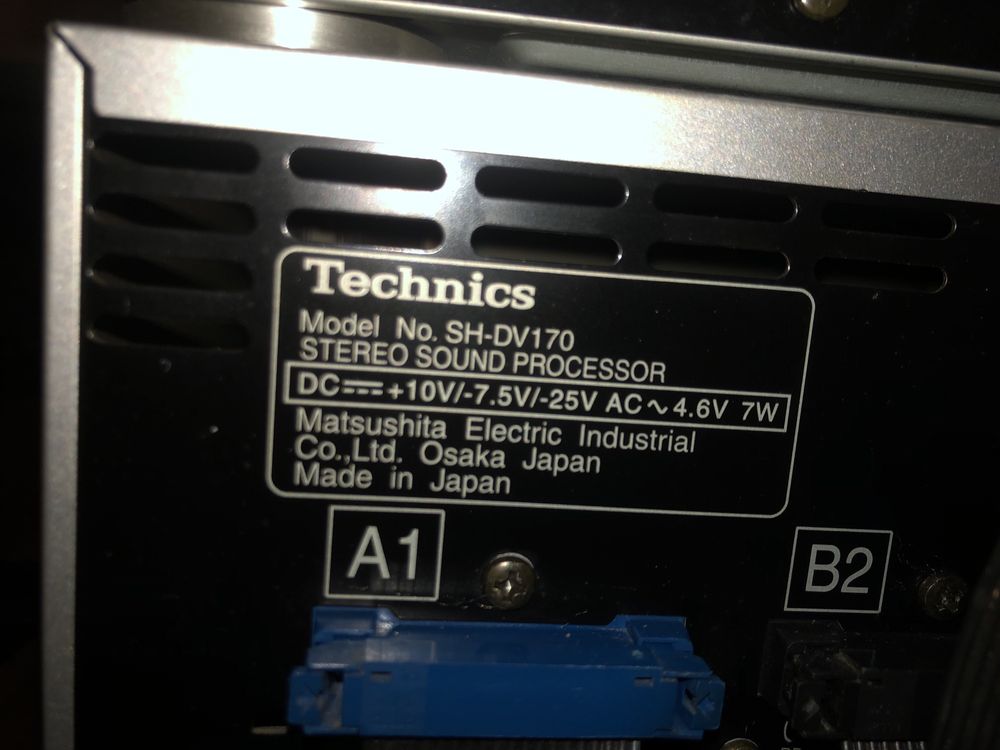 Technics
Model No. SH-DV170
STEREO SOUND PROCESSOR
DC⎓+10V/-7.5V/-25V AC∿4.6V 7W
Matsushita Electric Industrial
Co.,Ltd. Osaka Japan
Made in Japan
A1
B2